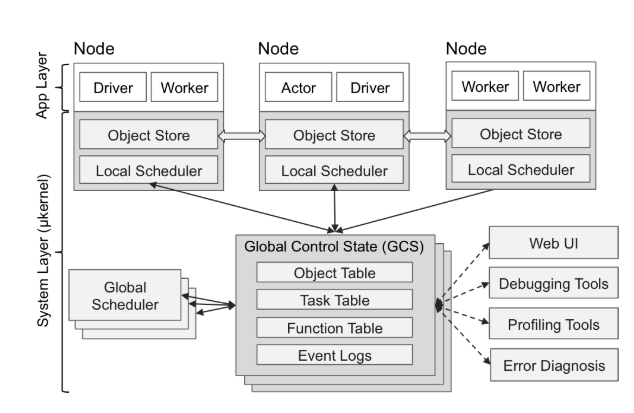 Node
Node
Node
App Layer
Driver
Worker
Actor
Driver
Worker
Worker
Object Store
Object Store
Object Store
Local Scheduler
Local Scheduler
Local Scheduler
System Layer (μkernel)
Global Control State (GCS)
Object Table
Task Table
Function Table
Event Logs
Global
Scheduler
Web UI
Debugging Tools
Profiling Tools
Error Diagnosis